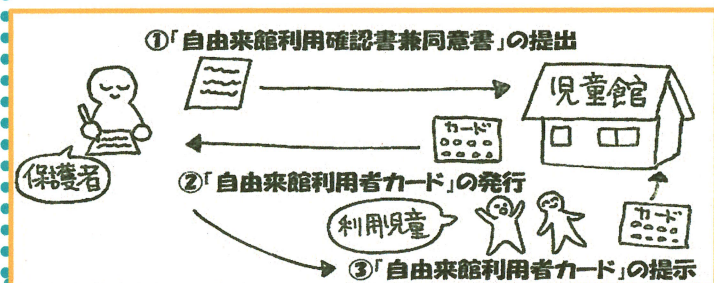 ①「自由来館利用確認書兼同意書」の提出
児童館
カード
保護者
②「自由来館利用者カード」の発行
利用児童
カード
③「自由来館利用者カード」の提示